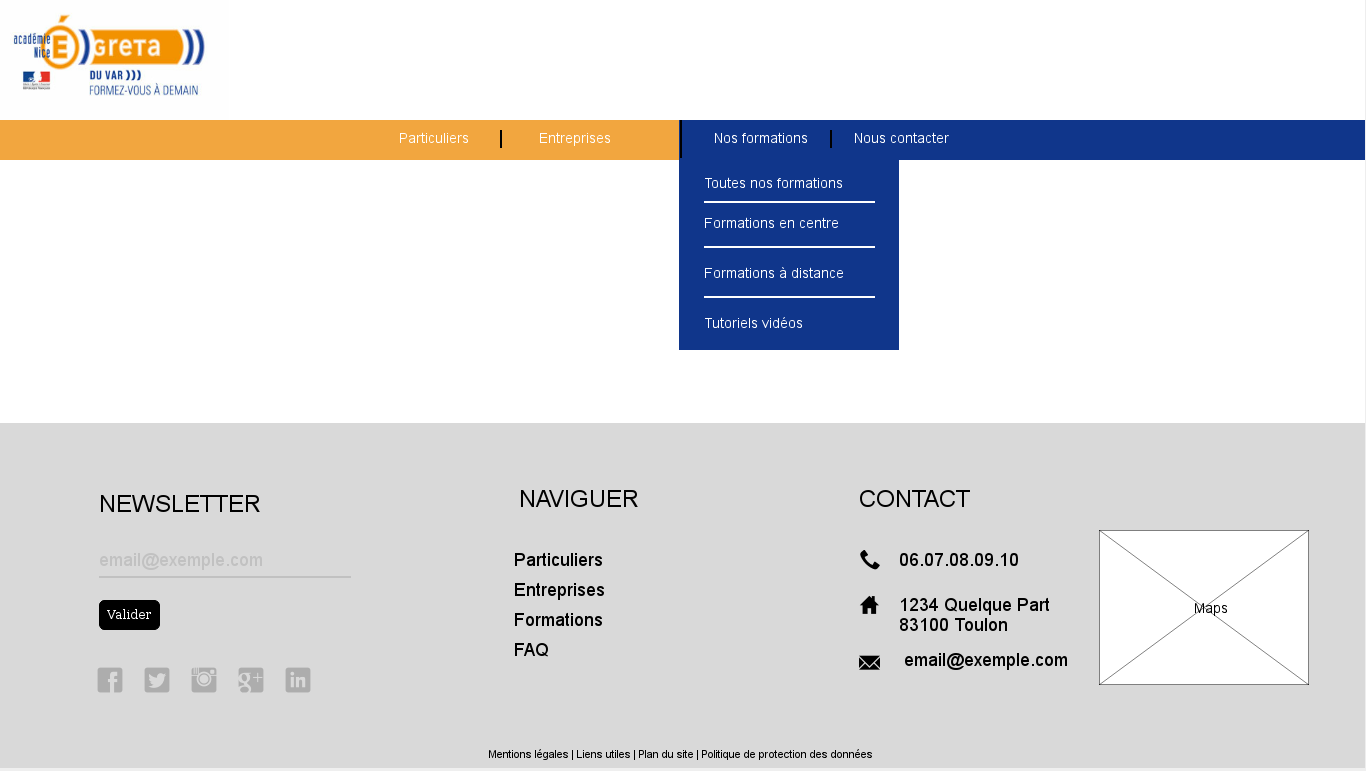 académie
Nice
É GRETA
DU VAR )))
FORMEZ-VOUS À DEMAIN
Particuliers
Entreprises
Nos formations
Nous contacter
Toutes nos formations
Formations en centre
Formations à distance
Tutoriels vidéos
NEWSLETTER
email@exemple.com
Valider
NAVIGUER
Particuliers
Entreprises
Formations
FAQ
CONTACT
06.07.08.09.10
1234 Quelque Part
83100 Toulon
email@exemple.com
Maps
Mentions légales | Liens utiles | Plan du site | Politique de protection des données